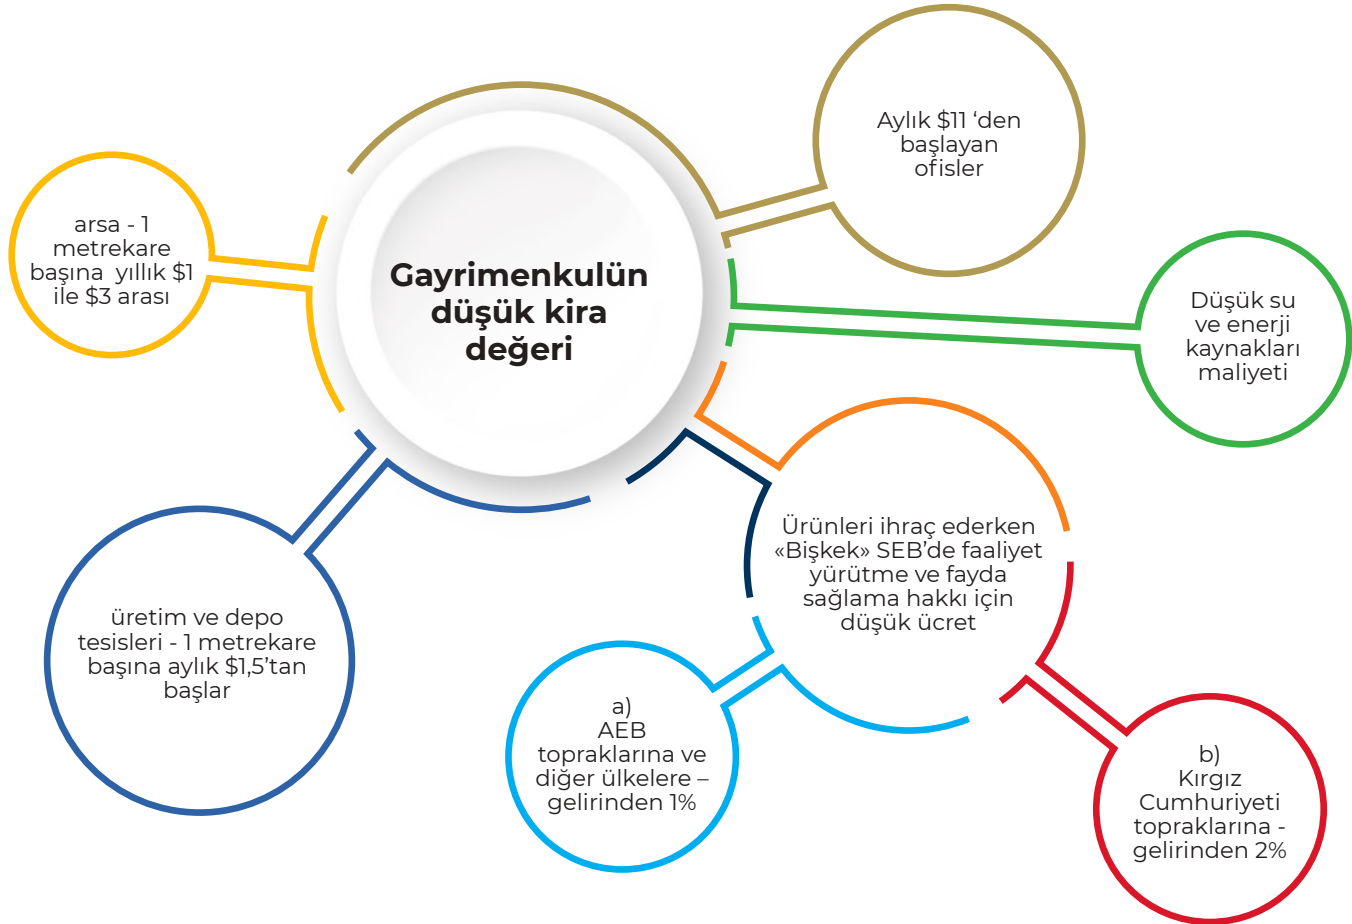 Gayrimenkulün
düşük kira
değeri
Aylık $11 ‘den
başlayan
ofisler
arsa - 1
metrekare
başına yıllık $1
ile $3 arası
Düşük su
ve enerji
kaynakları
maliyeti
üretim ve depo
tesisleri - 1 metrekare
başına aylık $1,5’tan
başlar
Ürünleri ihraç ederken
«Bişkek» SEB’de faaliyet
yürütme ve fayda
sağlama hakkı için
düşük ücret
a)
AEB
topraklarına ve
diğer ülkelere –
gelirinden 1%
b)
Kırgız
Cumhuriyeti
topraklarına -
gelirinden 2%